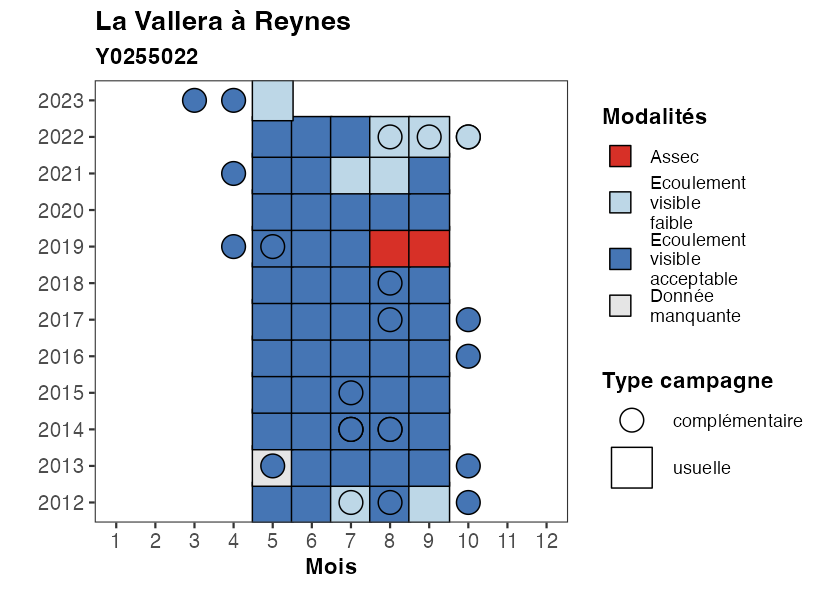 La Vallera à Reynes
Y0255022
2023
2022
2021
2020
2019
2018
2017
2016
2015
2014
2013
2012
1 2 3 4 5 6 7 8 9 10 11 12
Mois
Modalités
Assec
Ecoulement
visible
faible
Ecoulement
visible
acceptable
Donnée
manquante
Type campagne
complémentaire
usuelle